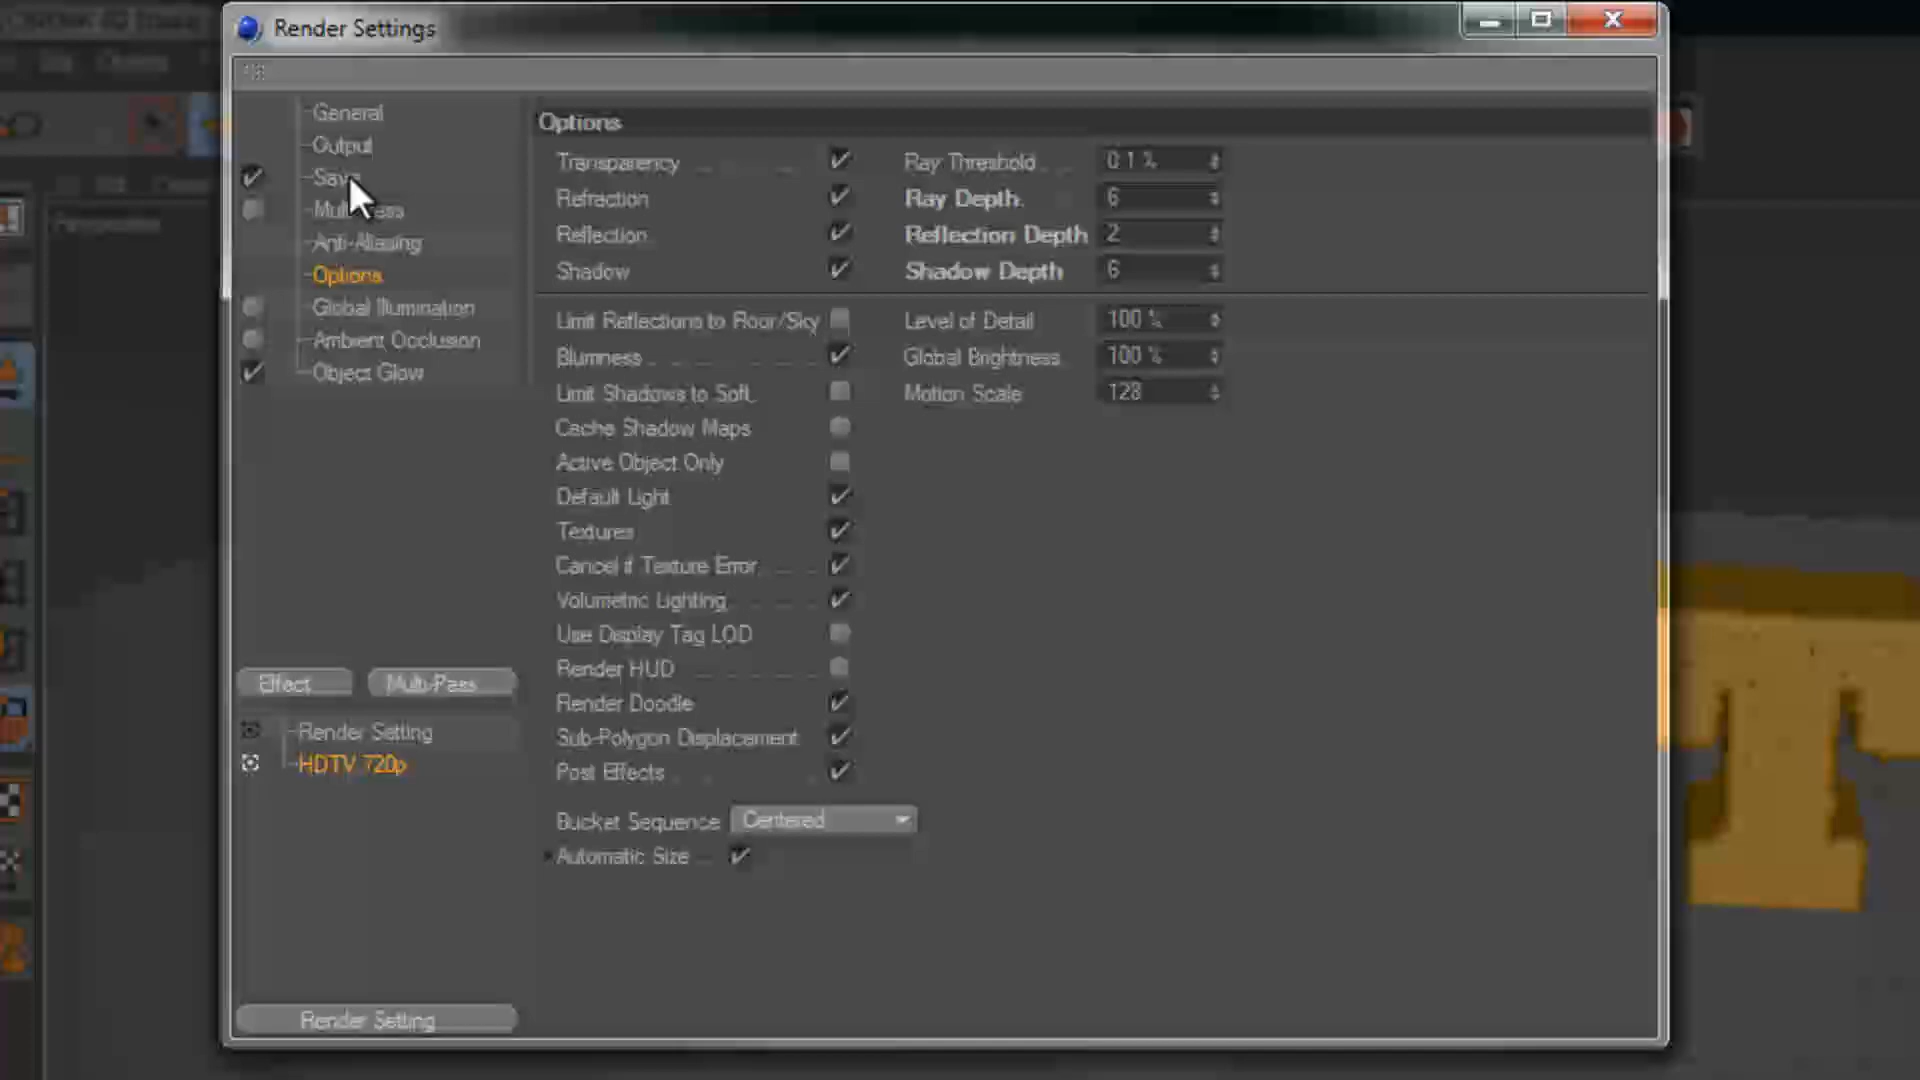 Render Settings
General
Output
Save
Multi-Pass
Anti-Aliasing
Options
Global Illumination
Ambient Occlusion
Object Glow
Effect
Multi-Pass
Render Setting
HDTV 720p
Render Setting
Options
Transparency
Ray Threshold
0.1 %
Refraction
Ray Depth
6
Reflection
Reflection Depth
2
Shadow
Shadow Depth
6
Limit Reflections to Floor/Sky
Level of Detail
100 %
Blurriness
Global Brightness
100 %
Limit Shadows to Soft
Motion Scale
128
Cache Shadow Maps
Active Object Only
Default Light
Textures
Cancel if Texture Error
Volumetric Lighting
Use Display Tag LOD
Render HUD
Render Doodle
Sub-Polygon Displacement
Post Effects
Bucket Sequence
Centered
Automatic Size
Perspective
T